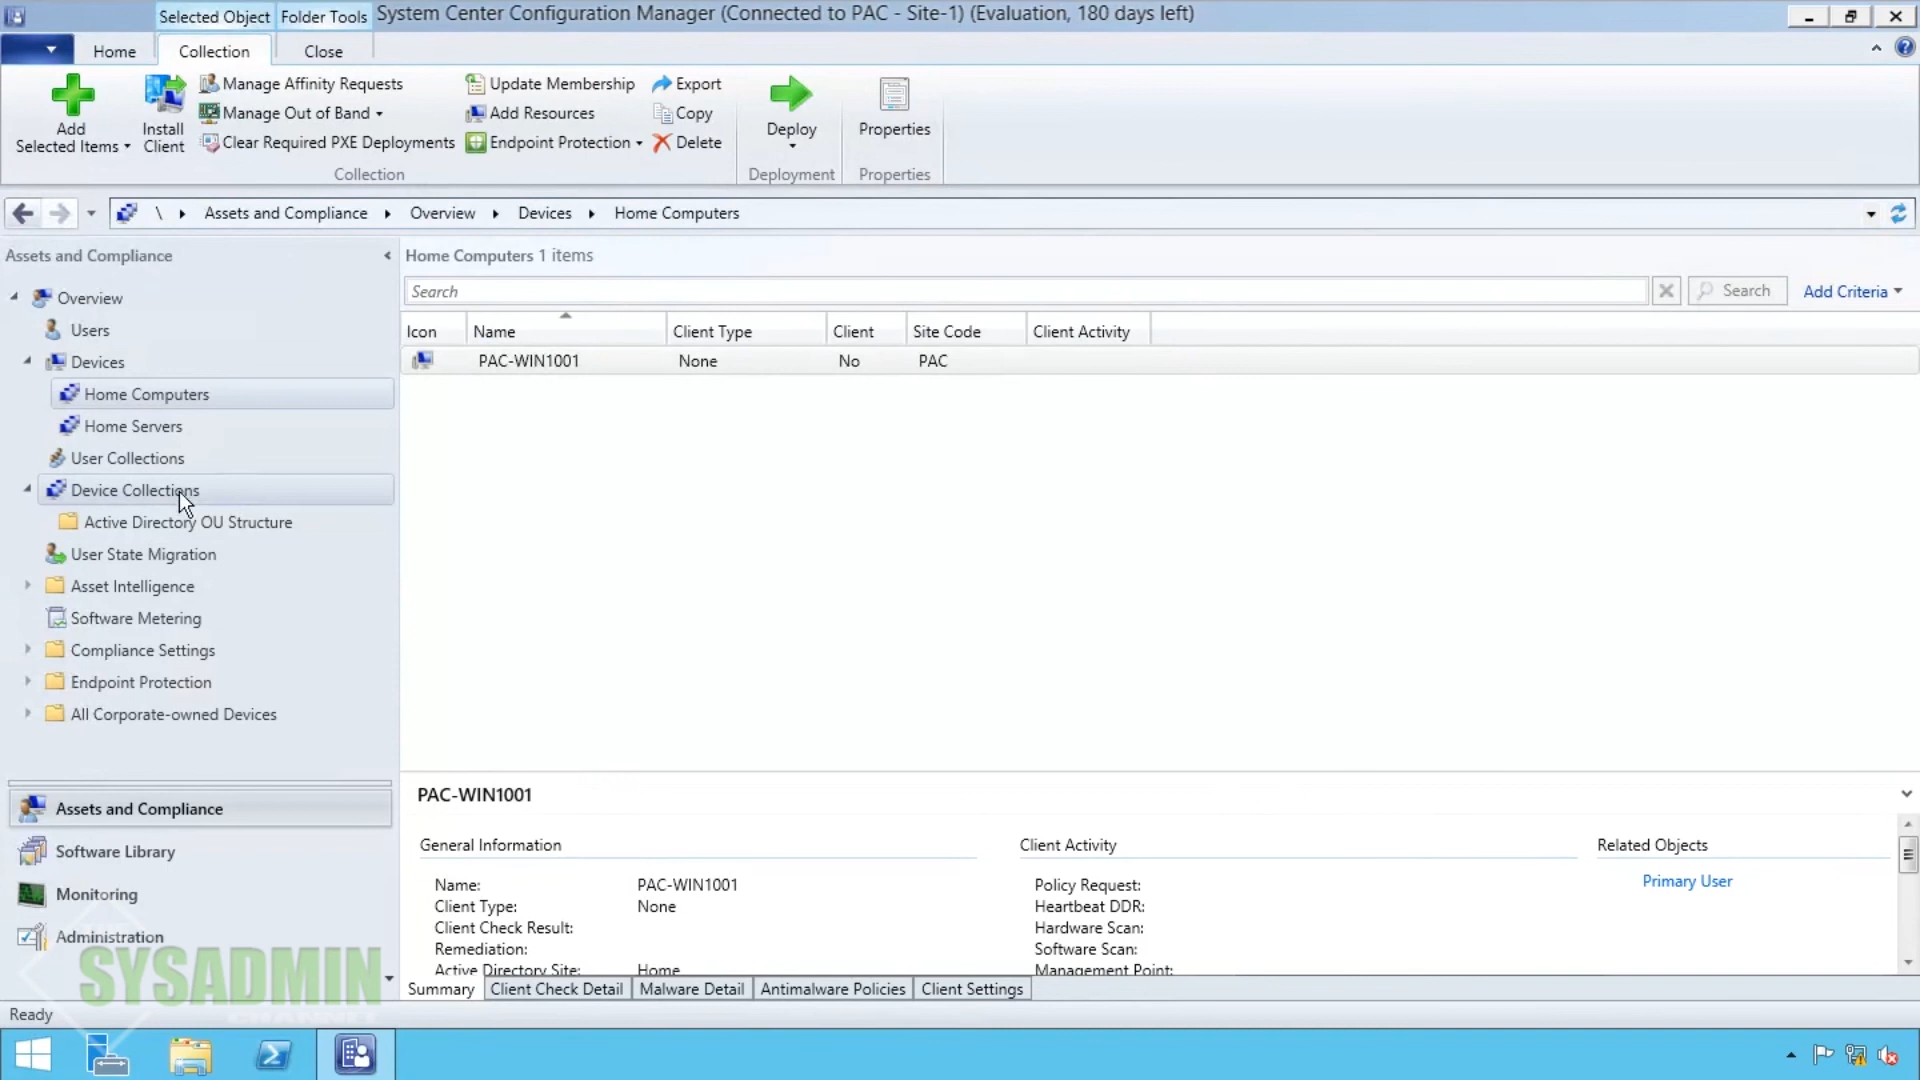 Selected Object Folder Tools System Center Configuration Manager (Connected to PAC - Site-1) (Evaluation, 180 days left)
Home Collection Close
Add Selected Items
Install Client
Manage Affinity Requests
Manage Out of Band
Clear Required PXE Deployments
Update Membership
Add Resources
Endpoint Protection
Export
Copy
Delete
Collection
Deploy
Deployment
Properties
Properties
\ Assets and Compliance Overview Devices Home Computers
Assets and Compliance
Overview
Users
Devices
Home Computers
Home Servers
User Collections
Device Collections
Active Directory OU Structure
User State Migration
Asset Intelligence
Software Metering
Compliance Settings
Endpoint Protection
All Corporate-owned Devices
Assets and Compliance
Software Library
Monitoring
Administration
Home Computers 1 items
Search Search Add Criteria
Icon Name Client Type Client Site Code Client Activity
PAC-WIN1001 None No PAC
PAC-WIN1001
General Information
Name: PAC-WIN1001
Client Type: None
Client Check Result:
Remediation:
Active Directory Site: Home
Client Activity
Policy Request:
Heartbeat DDR:
Hardware Scan:
Software Scan:
Management Point:
Related Objects
Primary User
Summary Client Check Detail Malware Detail Antimalware Policies Client Settings
SYSADMIN
CHANNEL
Ready